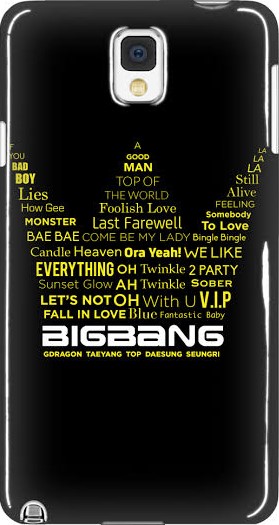 F
YOU
BAD
BOY
A
GOOD
MAN
LA
LA
LA
Lies
TOP OF
Still
How Gee
THE WORLD
Alive
MONSTER
Foolish Love
FEELING
Last Farewell
Somebody
To Love
BAE BAE COME BE MY LADY Bingle Bingle
Candle Heaven Ora Yeah! WE LIKE
EVERYTHING OH Twinkle 2 PARTY
Sunset Glow AH Twinkle SOBER
LET'S NOT OH With U V.I.P
FALL IN LOVE Blue Fantastic Baby
BIGBANG
GDRAGON TAEYANG TOP DAESUNG SEUNGRI